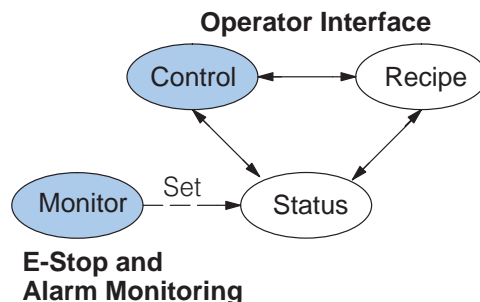 Operator Interface
Control
Recipe
Set
Monitor
Status
E-Stop and
Alarm Monitoring